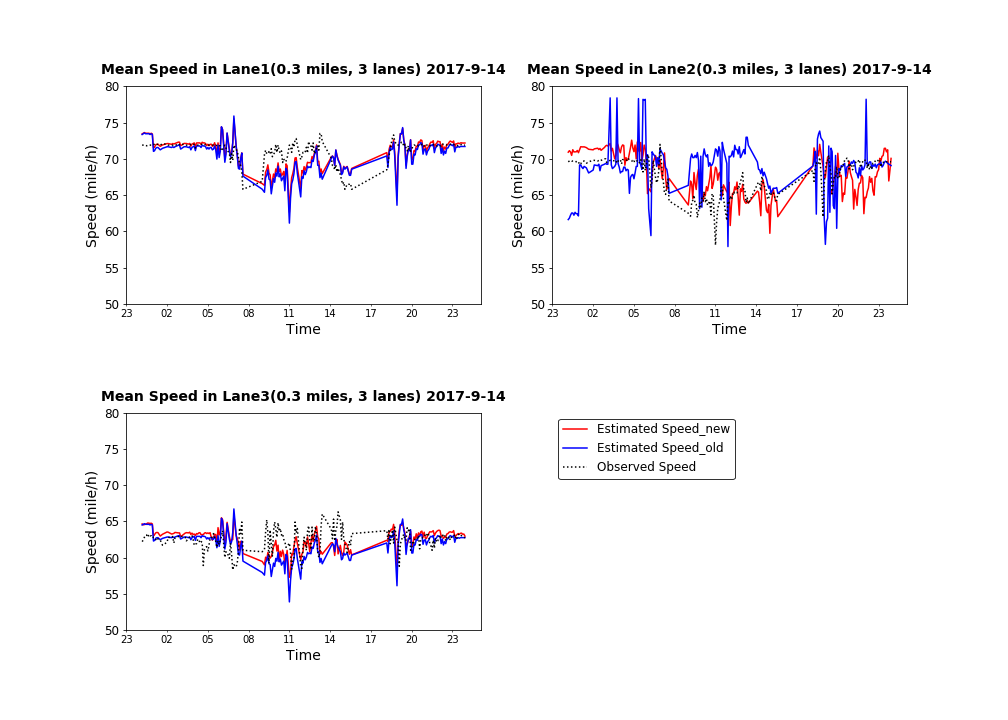 Mean Speed in Lane1(0.3 miles, 3 lanes) 2017-9-14
80
75
70
65
60
55
50
Speed (mile/h)
23 02 05 08 11 14 17 20 23
Time
Mean Speed in Lane2(0.3 miles, 3 lanes) 2017-9-14
80
75
70
65
60
55
50
Speed (mile/h)
23 02 05 08 11 14 17 20 23
Time
Mean Speed in Lane3(0.3 miles, 3 lanes) 2017-9-14
80
75
70
65
60
55
50
Speed (mile/h)
23 02 05 08 11 14 17 20 23
Time
Estimated Speed_new
Estimated Speed_old
Observed Speed